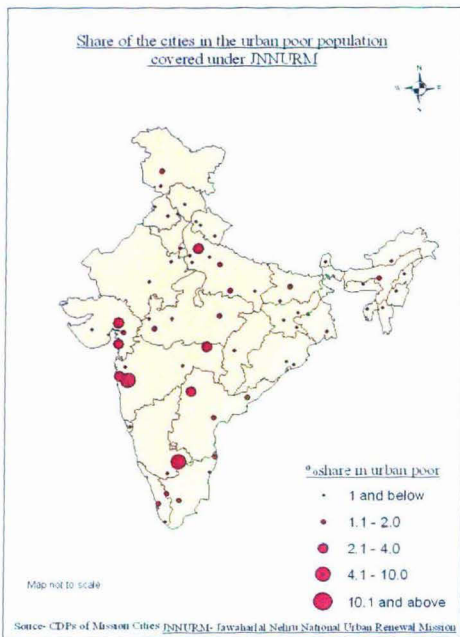 Share of the cities in the urban poor population
covered under JNNURM
N
% share in urban poor
1 and below
1.1 - 2.0
2.1 - 4.0
4.1 - 10.0
10.1 and above
Map not to scale
Source- CDPs of Mission Cities JNNURM- Jawaharlal Nehru National Urban Renewal Mission